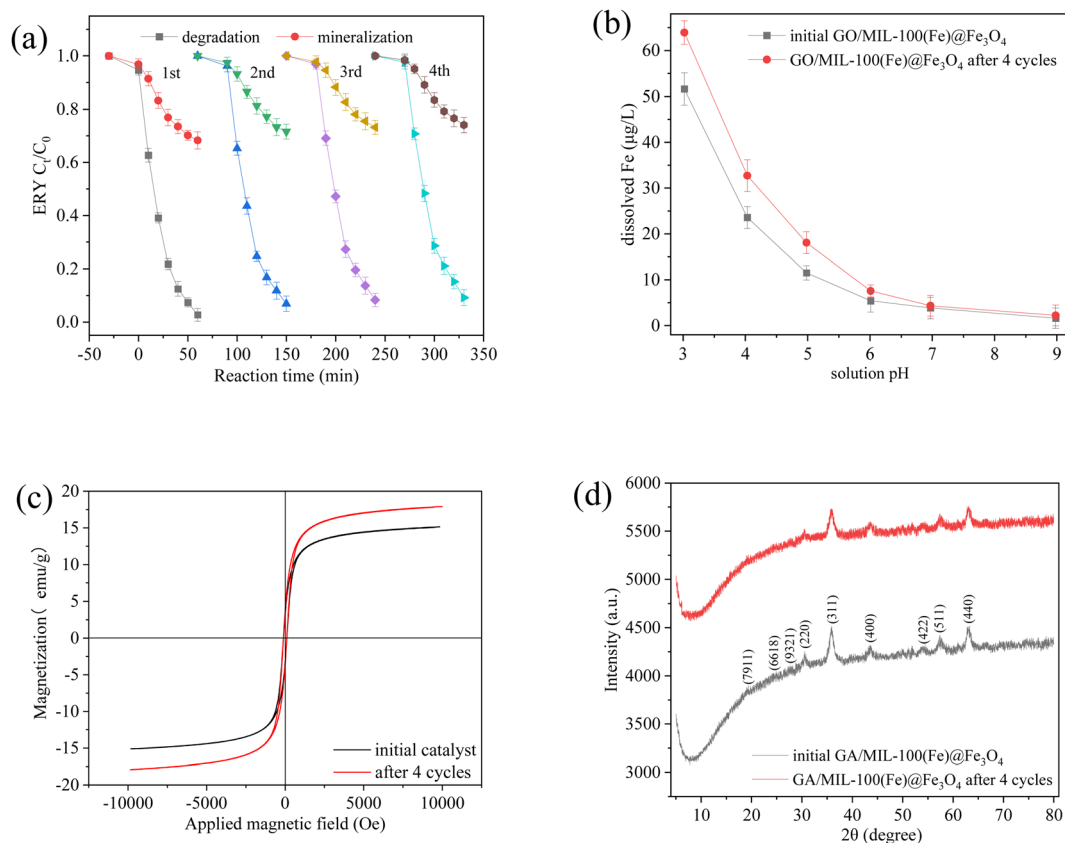 (a)
degradation
mineralization
1st
2nd
3rd
4th
1.0
0.8
0.6
0.4
0.2
0.0
ERY Ct/C0
-50
0
50
100
150
200
250
300
350
Reaction time (min)
(b)
initial GO/MIL-100(Fe)@Fe3O4
GO/MIL-100(Fe)@Fe3O4 after 4 cycles
60
50
40
30
20
10
0
dissolved Fe (μg/L)
3
4
5
6
7
8
9
solution pH
(c)
20
15
10
5
0
-5
-10
-15
-20
Magnetization ( emu/g)
initial catalyst
after 4 cycles
-10000
-5000
0
5000
10000
Applied magnetic field (Oe)
(d)
6000
5500
5000
4500
4000
3500
3000
Intensity (a.u.)
(7911)
(6618)
(9321)
(220)
(311)
(400)
(422)
(511)
(440)
initial GA/MIL-100(Fe)@Fe3O4
GA/MIL-100(Fe)@Fe3O4 after 4 cycles
10
20
30
40
50
60
70
80
2θ (degree)